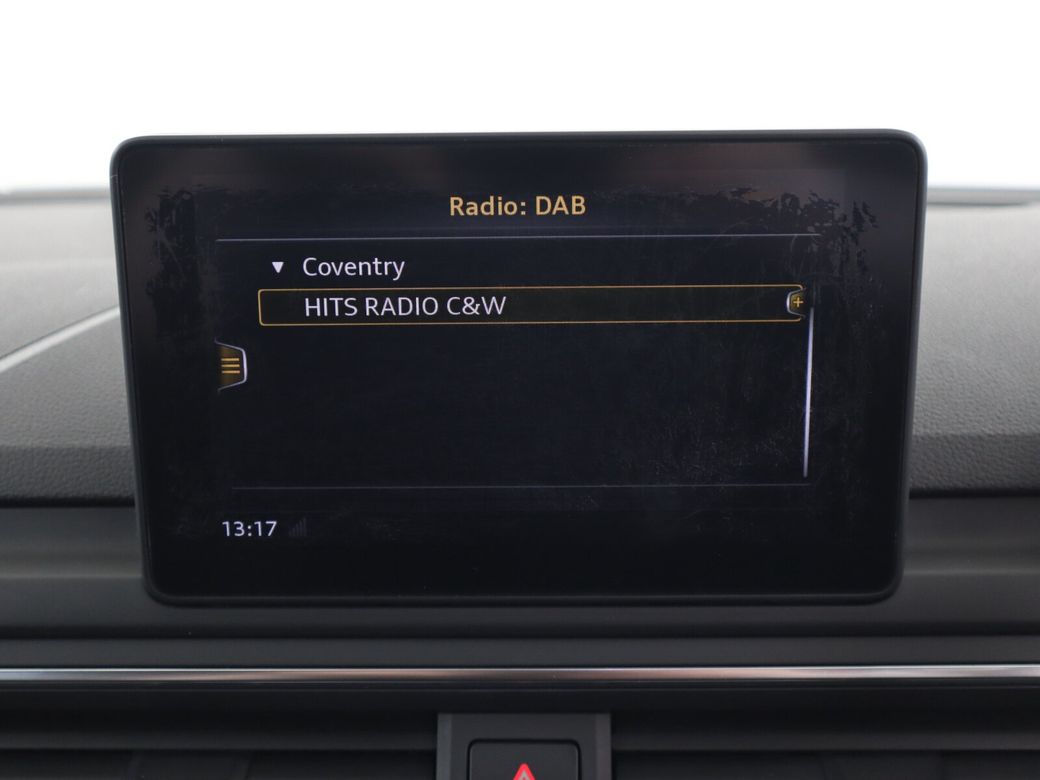 Radio: DAB
Coventry
HITS RADIO C&W
13:17